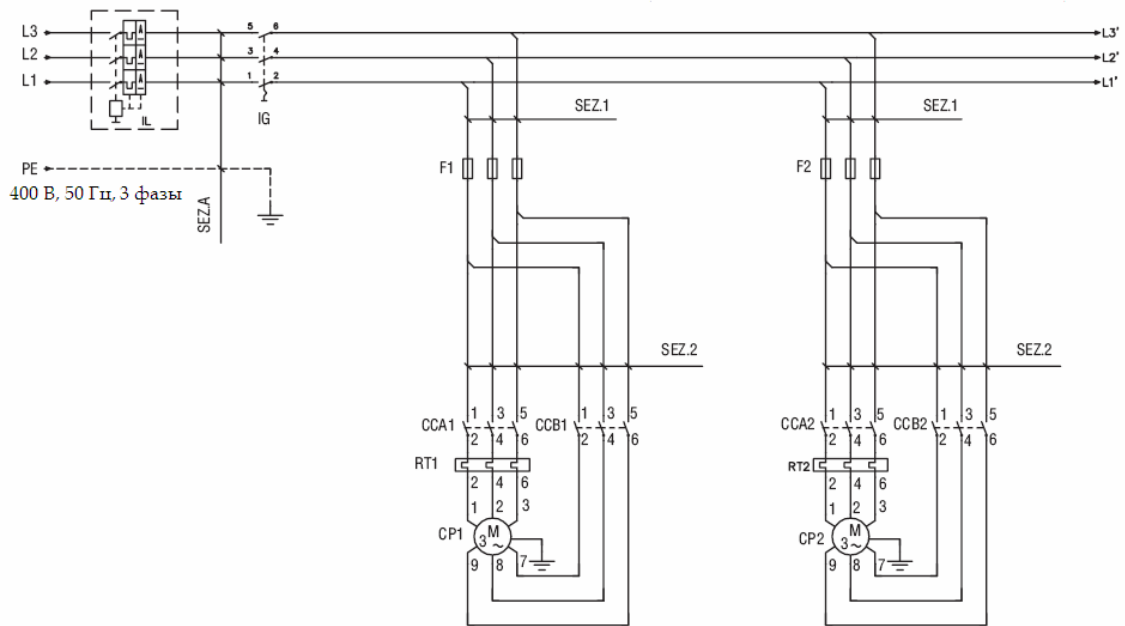 L3
L2
L1
IL
5 6
3 4
1 2
IG
PE
400 В, 50 Гц, 3 фазы
SEZ.A
L3'
L2'
L1'
SEZ.1
SEZ.1
F1
F2
SEZ.2
SEZ.2
CCA1
1 3 5
2 4 6
CCB1
1 3 5
2 4 6
RT1
2 4 6
1 2 3
CP1
M
3 ~
9 8 7
CCA2
1 3 5
2 4 6
CCB2
1 3 5
2 4 6
RT2
2 4 6
1 2 3
CP2
M
3 ~
9 8 7